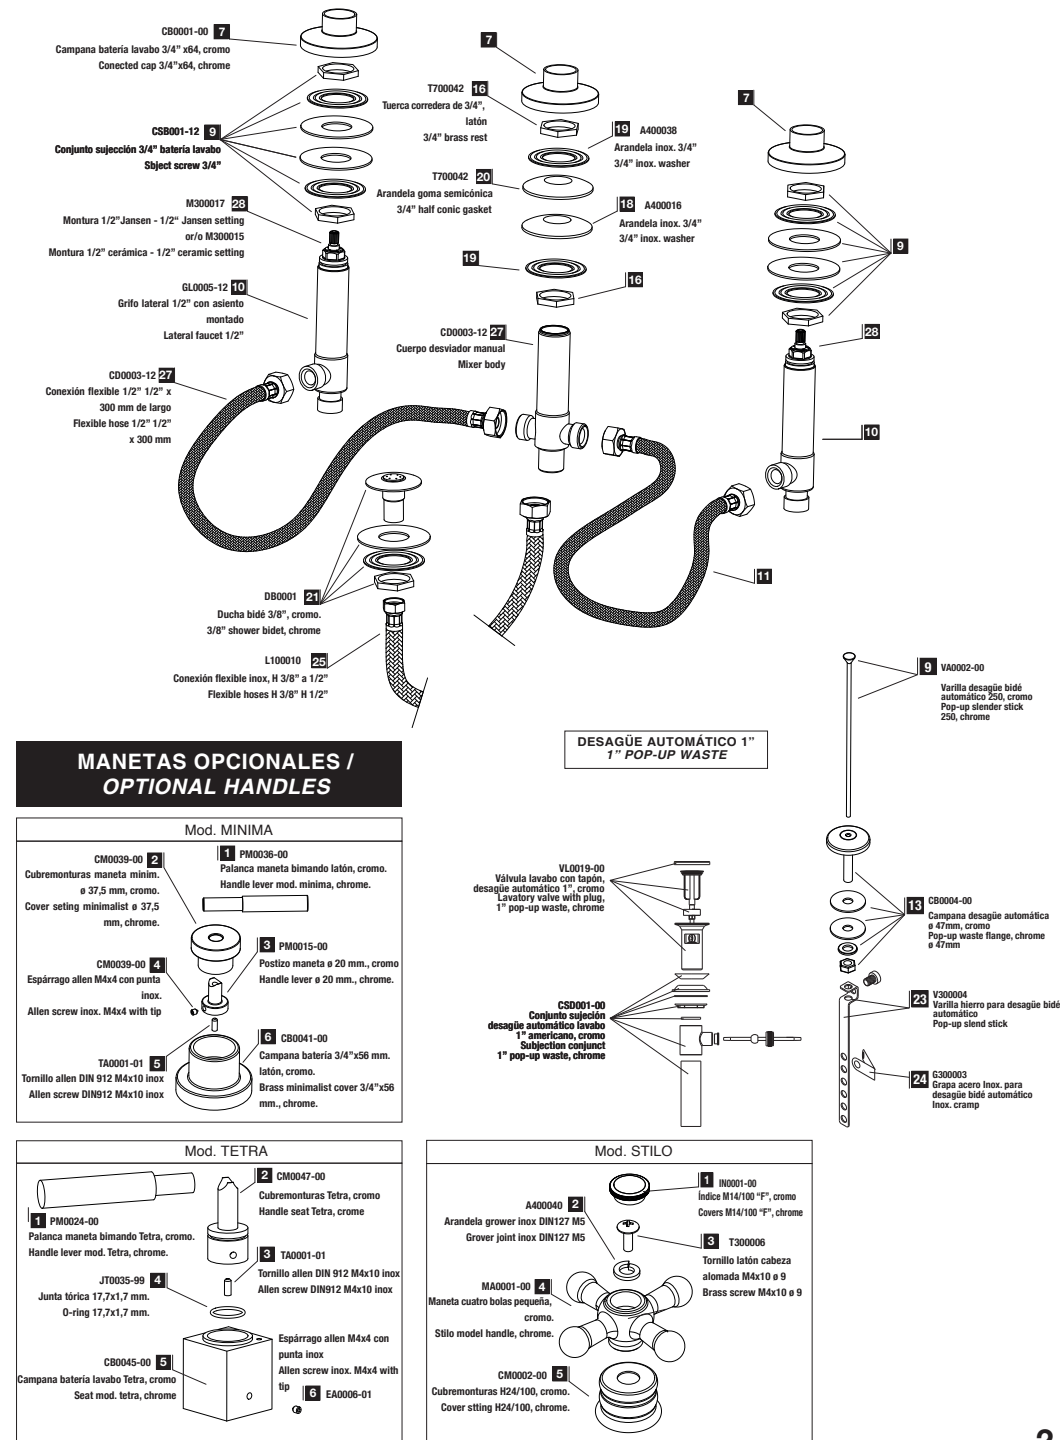 CB0001-00 7
Campana batería lavabo 3/4” x64, cromo
Conected cap 3/4”x64, chrome
CSB001-12 9
Conjunto sujección 3/4” batería lavabo
Sbject screw 3/4”
M300017 28
Montura 1/2”Jansen - 1/2“ Jansen setting
or/o M300015
Montura 1/2” cerámica - 1/2” ceramic setting
GL0005-12 10
Grifo lateral 1/2” con asiento
montado
Lateral faucet 1/2”
CD0003-12 27
Conexión flexible 1/2” 1/2” x
300 mm de largo
Flexible hose 1/2” 1/2”
x 300 mm
7
T700042 16
Tuerca corredera de 3/4”,
latón
3/4” brass rest
19 A400038
Arandela inox. 3/4”
3/4” inox. washer
T700042 20
Arandela goma semicónica
3/4” half conic gasket
18 A400016
Arandela inox. 3/4”
3/4” inox. washer
19
16
CD0003-12 27
Cuerpo desviador manual
Mixer body
7
9
28
10
11
DB0001 21
Ducha bidé 3/8”, cromo.
3/8” shower bidet, chrome
L100010 25
Conexión flexible inox, H 3/8” a 1/2”
Flexible hoses H 3/8” H 1/2”
9 VA0002-00
Varilla desagüe bidé
automático 250, cromo
Pop-up slender stick
250, chrome
DESAGÜE AUTOMÁTICO 1”
1” POP-UP WASTE
VL0019-00
Válvula lavabo con tapón,
desagüe automático 1”, cromo
Lavatory valve with plug,
1” pop-up waste, chrome
CSD001-00
Conjunto sujeción
desagüe automático lavabo
1” americano, cromo
Subjection conjunct
1” pop-up waste, chrome
13 CB0004-00
Campana desagüe automática
ø 47mm, cromo
Pop-up waste flange, chrome
ø 47mm
23 V300004
Varilla hierro para desagüe bidé
automático
Pop-up slend stick
24 G300003
Grapa acero Inox. para
desagüe bidé automático
Inox. cramp
MANETAS OPCIONALES /
OPTIONAL HANDLES
Mod. MINIMA
CM0039-00 2
Cubremonturas maneta minim.
ø 37,5 mm, cromo.
Cover seting minimalist ø 37,5
mm, chrome.
1 PM0036-00
Palanca maneta bimando latón, cromo.
Handle lever mod. minima, chrome.
3 PM0015-00
Postizo maneta ø 20 mm., cromo
Handle lever ø 20 mm., chrome.
CM0039-00 4
Espárrago allen M4x4 con punta
inox.
Allen screw inox. M4x4 with tip
TA0001-01 5
Tornillo allen DIN 912 M4x10 inox
Allen screw DIN912 M4x10 inox
6 CB0041-00
Campana batería 3/4”x56 mm.
latón, cromo.
Brass minimalist cover 3/4”x56
mm., chrome.
Mod. TETRA
1 PM0024-00
Palanca maneta bimando Tetra, cromo.
Handle lever mod. Tetra, chrome.
2 CM0047-00
Cubremonturas Tetra, cromo
Handle seat Tetra, crome
3 TA0001-01
Tornillo allen DIN 912 M4x10 inox
Allen screw DIN912 M4x10 inox
JT0035-99 4
Junta tórica 17,7x1,7 mm.
O-ring 17,7x1,7 mm.
CB0045-00 5
Campana batería lavabo Tetra, cromo
Seat mod. tetra, chrome
Espárrago allen M4x4 con
punta inox
Allen screw inox. M4x4 with
tip
6 EA0006-01
Mod. STILO
1 IN0001-00
Índice M14/100 “F”, cromo
Covers M14/100 “F”, chrome
A400040 2
Arandela grower inox DIN127 M5
Grover joint inox DIN127 M5
3 T300006
Tornillo latón cabeza
alomada M4x10 ø 9
Brass screw M4x10 ø 9
MA0001-00 4
Maneta cuatro bolas pequeña,
cromo.
Stilo model handle, chrome.
CM0002-00 5
Cubremonturas H24/100, cromo.
Cover stting H24/100, chrome.